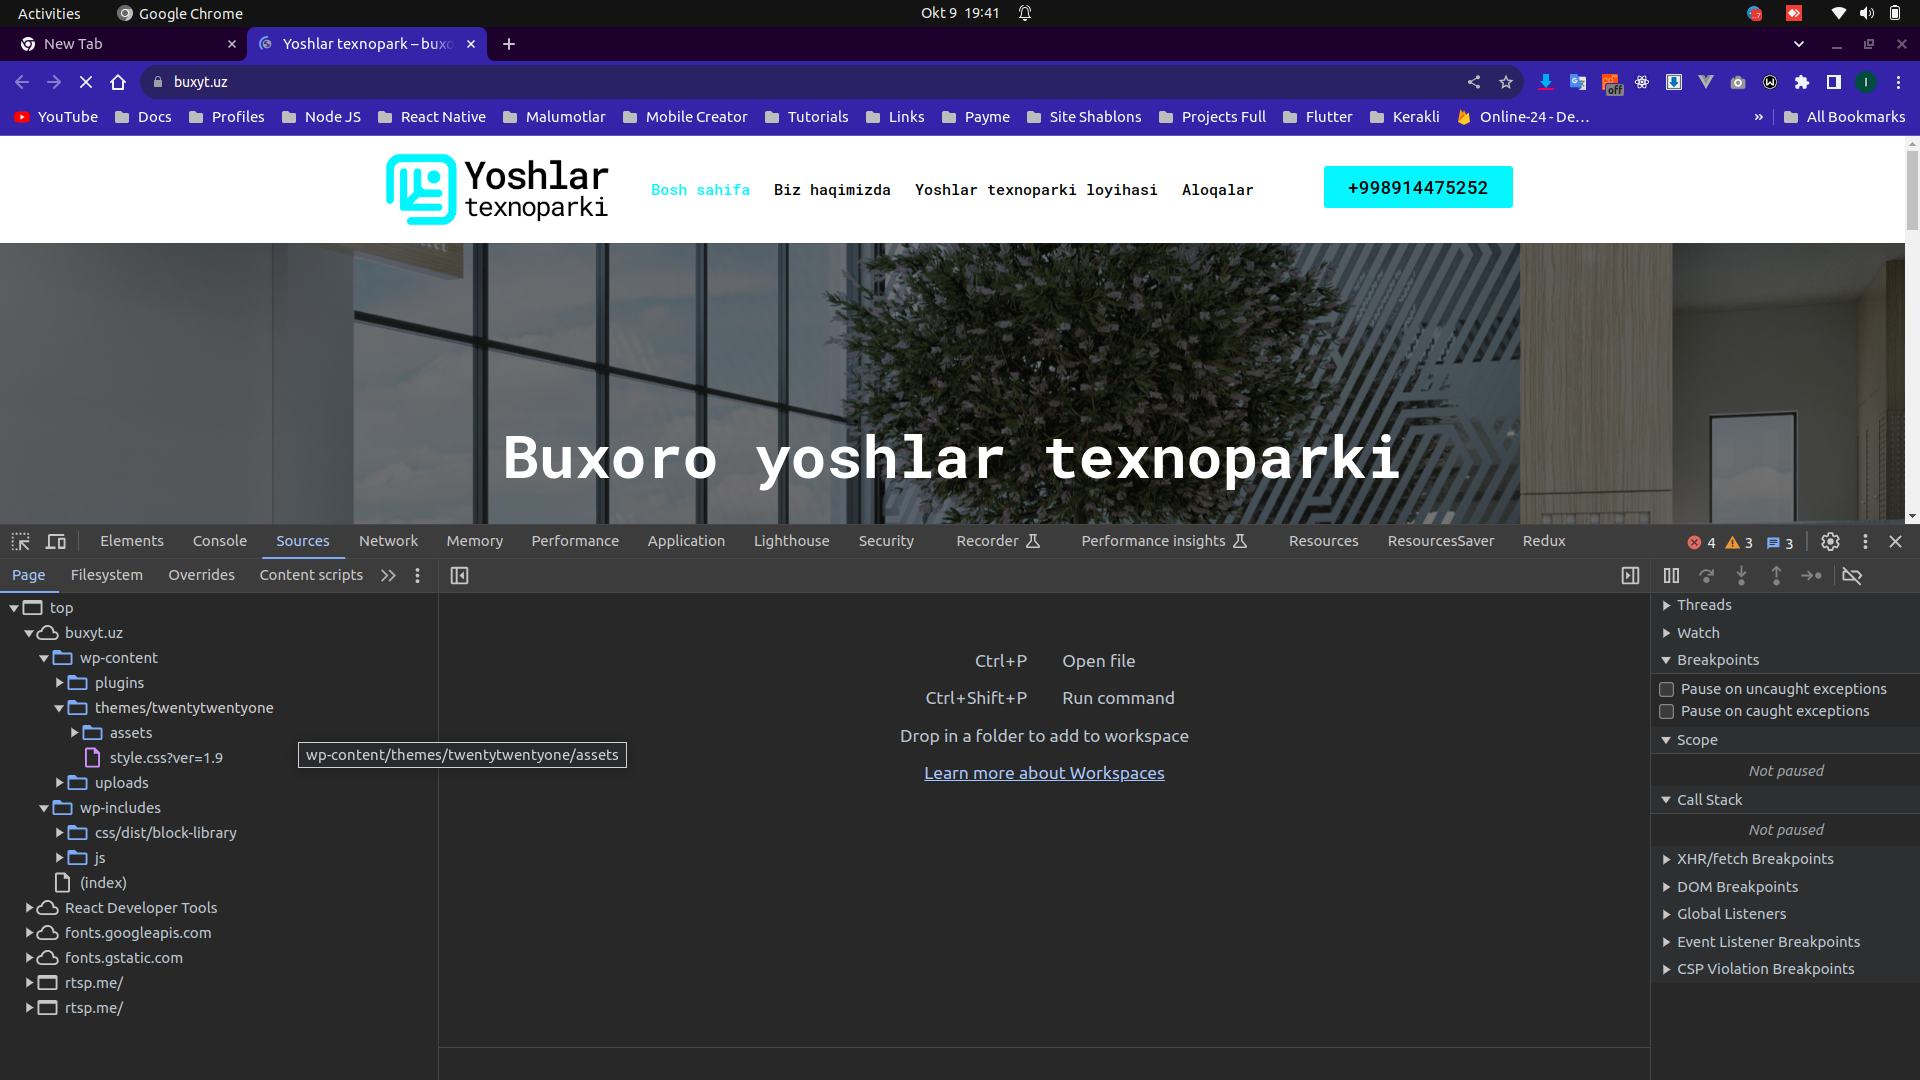 Activities
Google Chrome
Okt 9 19:41
New Tab
Yoshlar texnopark – buxo
buxyt.uz
off
I
YouTube
Docs
Profiles
Node JS
React Native
Malumotlar
Mobile Creator
Tutorials
Links
Payme
Site Shablons
Projects Full
Flutter
Kerakli
Online-24 - De…
»
All Bookmarks
Yoshlar
texnoparki
Bosh sahifa
Biz haqimizda
Yoshlar texnoparki loyihasi
Aloqalar
+998914475252
Buxoro yoshlar texnoparki
Elements
Console
Sources
Network
Memory
Performance
Application
Lighthouse
Security
Recorder
Performance insights
Resources
ResourcesSaver
Redux
4
3
3
Page
Filesystem
Overrides
Content scripts
top
buxyt.uz
wp-content
plugins
themes/twentytwentyone
assets
style.css?ver=1.9
wp-content/themes/twentytwentyone/assets
uploads
wp-includes
css/dist/block-library
js
(index)
React Developer Tools
fonts.googleapis.com
fonts.gstatic.com
rtsp.me/
rtsp.me/
Ctrl+P Open file
Ctrl+Shift+P Run command
Drop in a folder to add to workspace
Learn more about Workspaces
Threads
Watch
Breakpoints
Pause on uncaught exceptions
Pause on caught exceptions
Scope
Not paused
Call Stack
Not paused
XHR/fetch Breakpoints
DOM Breakpoints
Global Listeners
Event Listener Breakpoints
CSP Violation Breakpoints